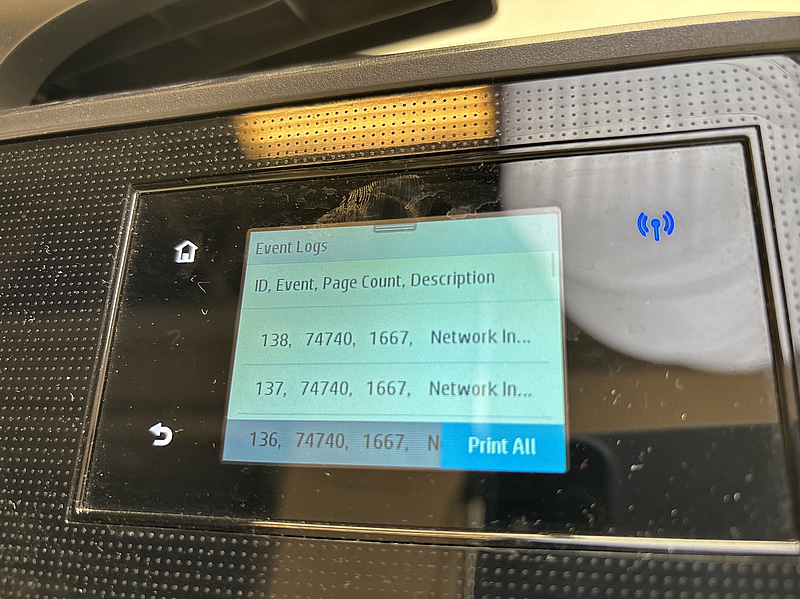 Event Logs
ID, Event, Page Count, Description
138, 74740, 1667, Network In...
137, 74740, 1667, Network In...
136, 74740, 1667, N
Print All